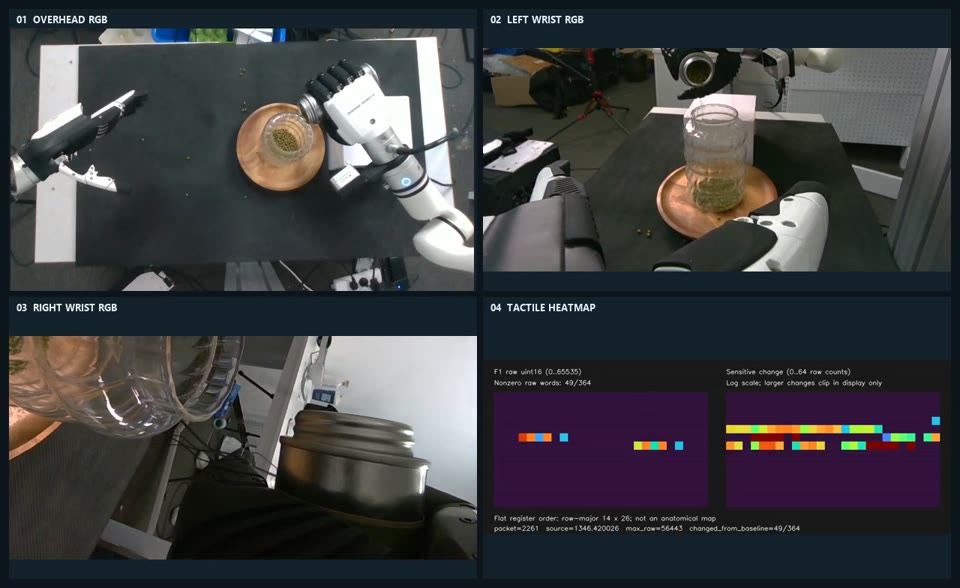 01 OVERHEAD RGB
02 LEFT WRIST RGB
03 RIGHT WRIST RGB
04 TACTILE HEATMAP
F1 raw uint16 (0..65535)
Nonzero raw words: 49/364
Sensitive change (0..64 raw counts)
Log scale; larger changes clip in display only
Flat register order: row-major 14 x 26; not an anatomical map
packet=2261 source=1346.420026 max_raw=56443 changed_from_baseline=49/364